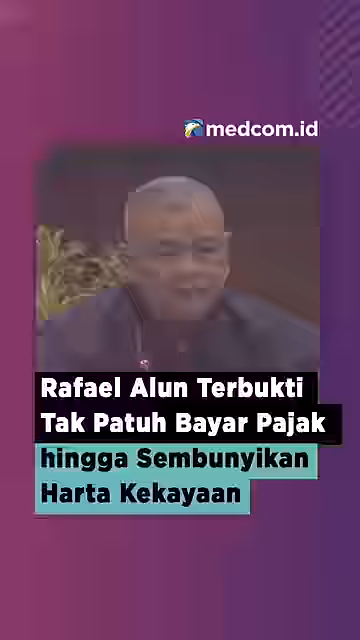 medcom.id
Rafael Alun Terbukti
Tak Patuh Bayar Pajak
hingga Sembunyikan
Harta Kekayaan